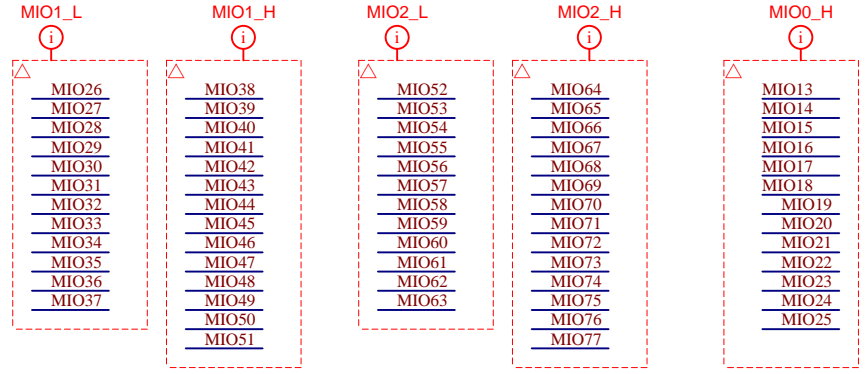 MIO1_L
i
MIO26
MIO27
MIO28
MIO29
MIO30
MIO31
MIO32
MIO33
MIO34
MIO35
MIO36
MIO37
MIO1_H
i
MIO38
MIO39
MIO40
MIO41
MIO42
MIO43
MIO44
MIO45
MIO46
MIO47
MIO48
MIO49
MIO50
MIO51
MIO2_L
i
MIO52
MIO53
MIO54
MIO55
MIO56
MIO57
MIO58
MIO59
MIO60
MIO61
MIO62
MIO63
MIO2_H
i
MIO64
MIO65
MIO66
MIO67
MIO68
MIO69
MIO70
MIO71
MIO72
MIO73
MIO74
MIO75
MIO76
MIO77
MIO0_H
i
MIO13
MIO14
MIO15
MIO16
MIO17
MIO18
MIO19
MIO20
MIO21
MIO22
MIO23
MIO24
MIO25